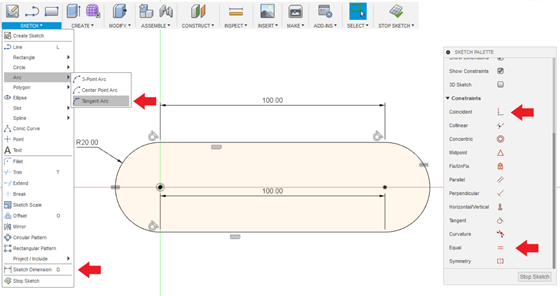 SKETCH ▾
CREATE ▾
MODIFY ▾
ASSEMBLE ▾
CONSTRUCT ▾
INSPECT ▾
INSERT ▾
MAKE ▾
ADD-INS ▾
SELECT ▾
STOP SKETCH ▾
Create Sketch
Line L
Rectangle
Circle
Arc
Polygon
Ellipse
Slot
Spline
Conic Curve
Point
Text
Fillet
Trim T
Extend
Break
Sketch Scale
Offset O
Mirror
Circular Pattern
Rectangular Pattern
Project / Include
Sketch Dimension D
Stop Sketch
3-Point Arc
Center Point Arc
Tangent Arc
100.00
R20.00
100.00
SKETCH PALETTE
Show Constraints
3D Sketch
Constraints
Coincident
Collinear
Concentric
Midpoint
Fix/UnFix
Parallel
Perpendicular
Horizontal/Vertical
Tangent
Curvature
Equal
Symmetry
Stop Sketch